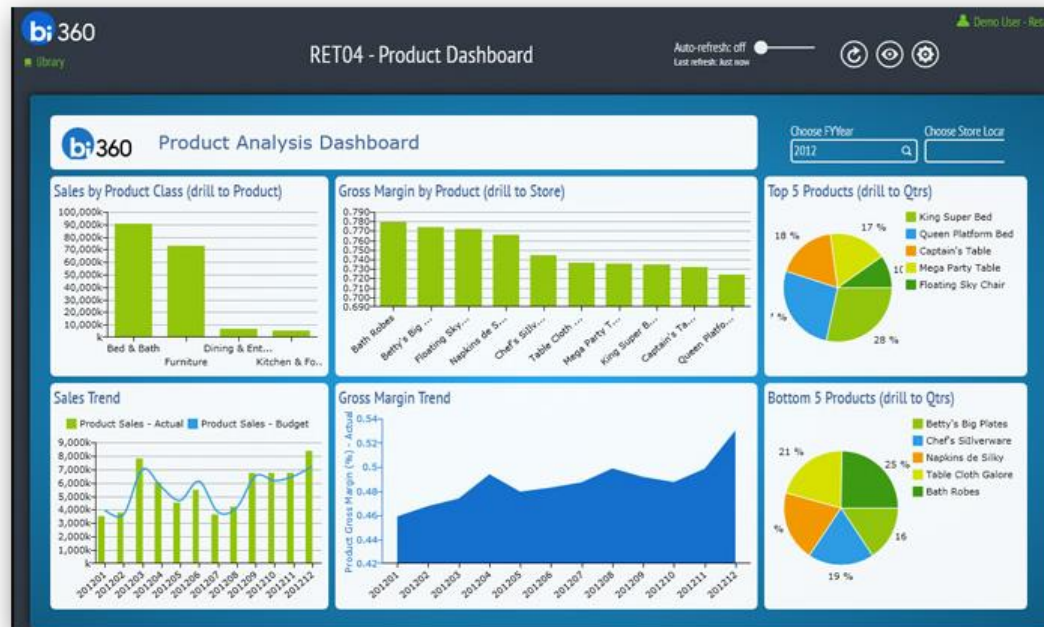 bi 360
Demo User - Res
library
RET04 - Product Dashboard
Auto-refresh: off
Last refresh: Just now
bi 360
Product Analysis Dashboard
Choose FYYear
2012
Choose Store Locar
Sales by Product Class (drill to Product)
100,000k
90,000k
80,000k
70,000k
60,000k
50,000k
40,000k
30,000k
20,000k
10,000k
k
Bed & Bath
Furniture
Dining & Ent...
Kitchen & Fo..
Gross Margin by Product (drill to Store)
0.790
0.780
0.770
0.760
0.750
0.740
0.730
0.720
0.710
0.700
0.690
Bath Robes
Betty's Big ...
Floating Sky...
Napkins de S...
Chef's Silly...
Table Cloth ...
Mega Party T...
King Super B...
Captain's Ta...
Queen Platfo...
Top 5 Products (drill to Qtrs)
King Super Bed
Queen Platform Bed
Captain's Table
Mega Party Table
Floating Sky Chair
18 %
17 %
10
%
28 %
Sales Trend
Product Sales - Actual
Product Sales - Budget
9,000k
8,000k
7,000k
6,000k
5,000k
4,000k
3,000k
2,000k
1,000k
k
201201
201202
201203
201204
201205
201206
201207
201208
201209
201210
201211
201212
Gross Margin Trend
Product Gross Margin (%) - Actual
0.54
0.52
0.5
0.48
0.46
0.44
0.42
201201
201202
201203
201204
201205
201206
201207
201208
201209
201210
201211
201212
Bottom 5 Products (drill to Qtrs)
Betty's Big Plates
Chef's Sillverware
Napkins de Silky
Table Cloth Galore
Bath Robes
21 %
25 %
%
16
19 %